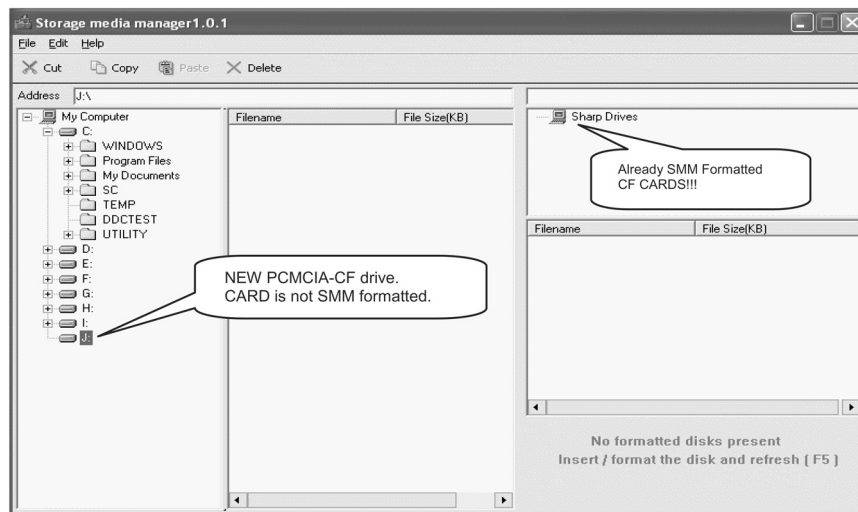 Storage media manager1.0.1
File Edit Help
Cut Copy Paste Delete
Address J:\
My Computer
C:
WINDOWS
Program Files
My Documents
SC
TEMP
DDCTEST
UTILITY
D:
E:
F:
G:
H:
I:
J:
Filename File Size(KB)
NEW PCMCIA-CF drive.
CARD is not SMM formatted.
Sharp Drives
Already SMM Formatted
CF CARDS!!!
Filename File Size(KB)
No formatted disks present
Insert / format the disk and refresh ( F5 )